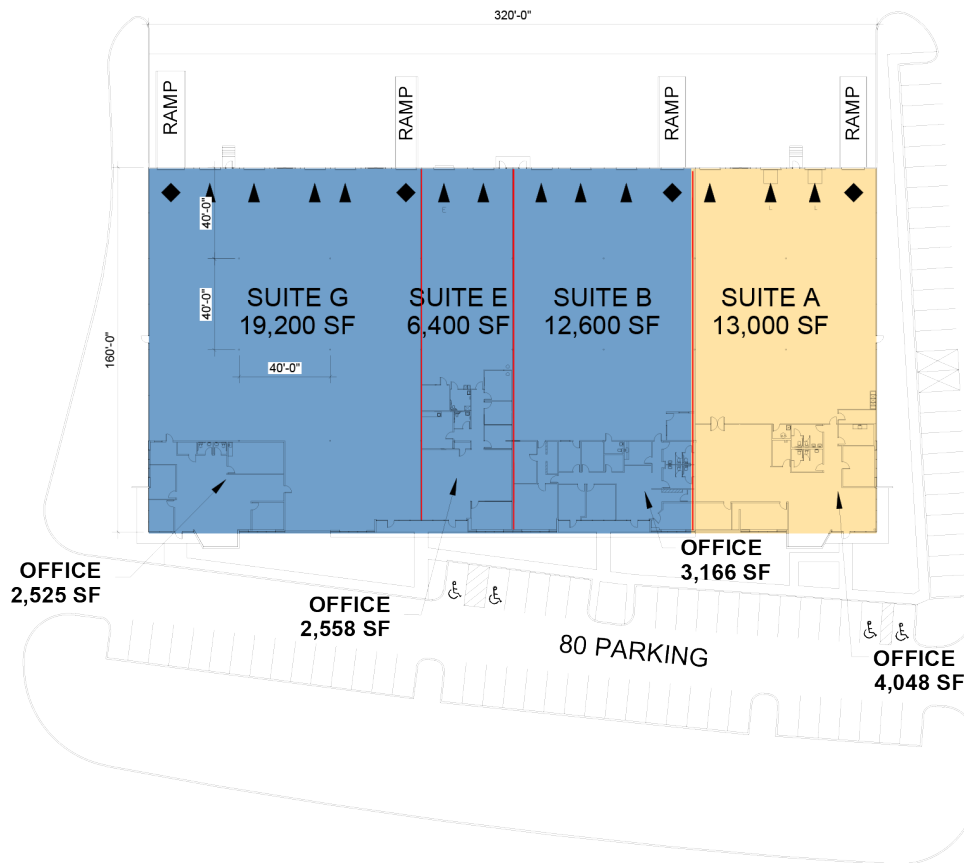 320'-0"
RAMP
RAMP
RAMP
RAMP
40'-0"
E
L
L
160'-0"
40'-0"
40'-0"
SUITE G
19,200 SF
SUITE E
6,400 SF
SUITE B
12,600 SF
SUITE A
13,000 SF
OFFICE
2,525 SF
OFFICE
2,558 SF
OFFICE
3,166 SF
OFFICE
4,048 SF
80 PARKING